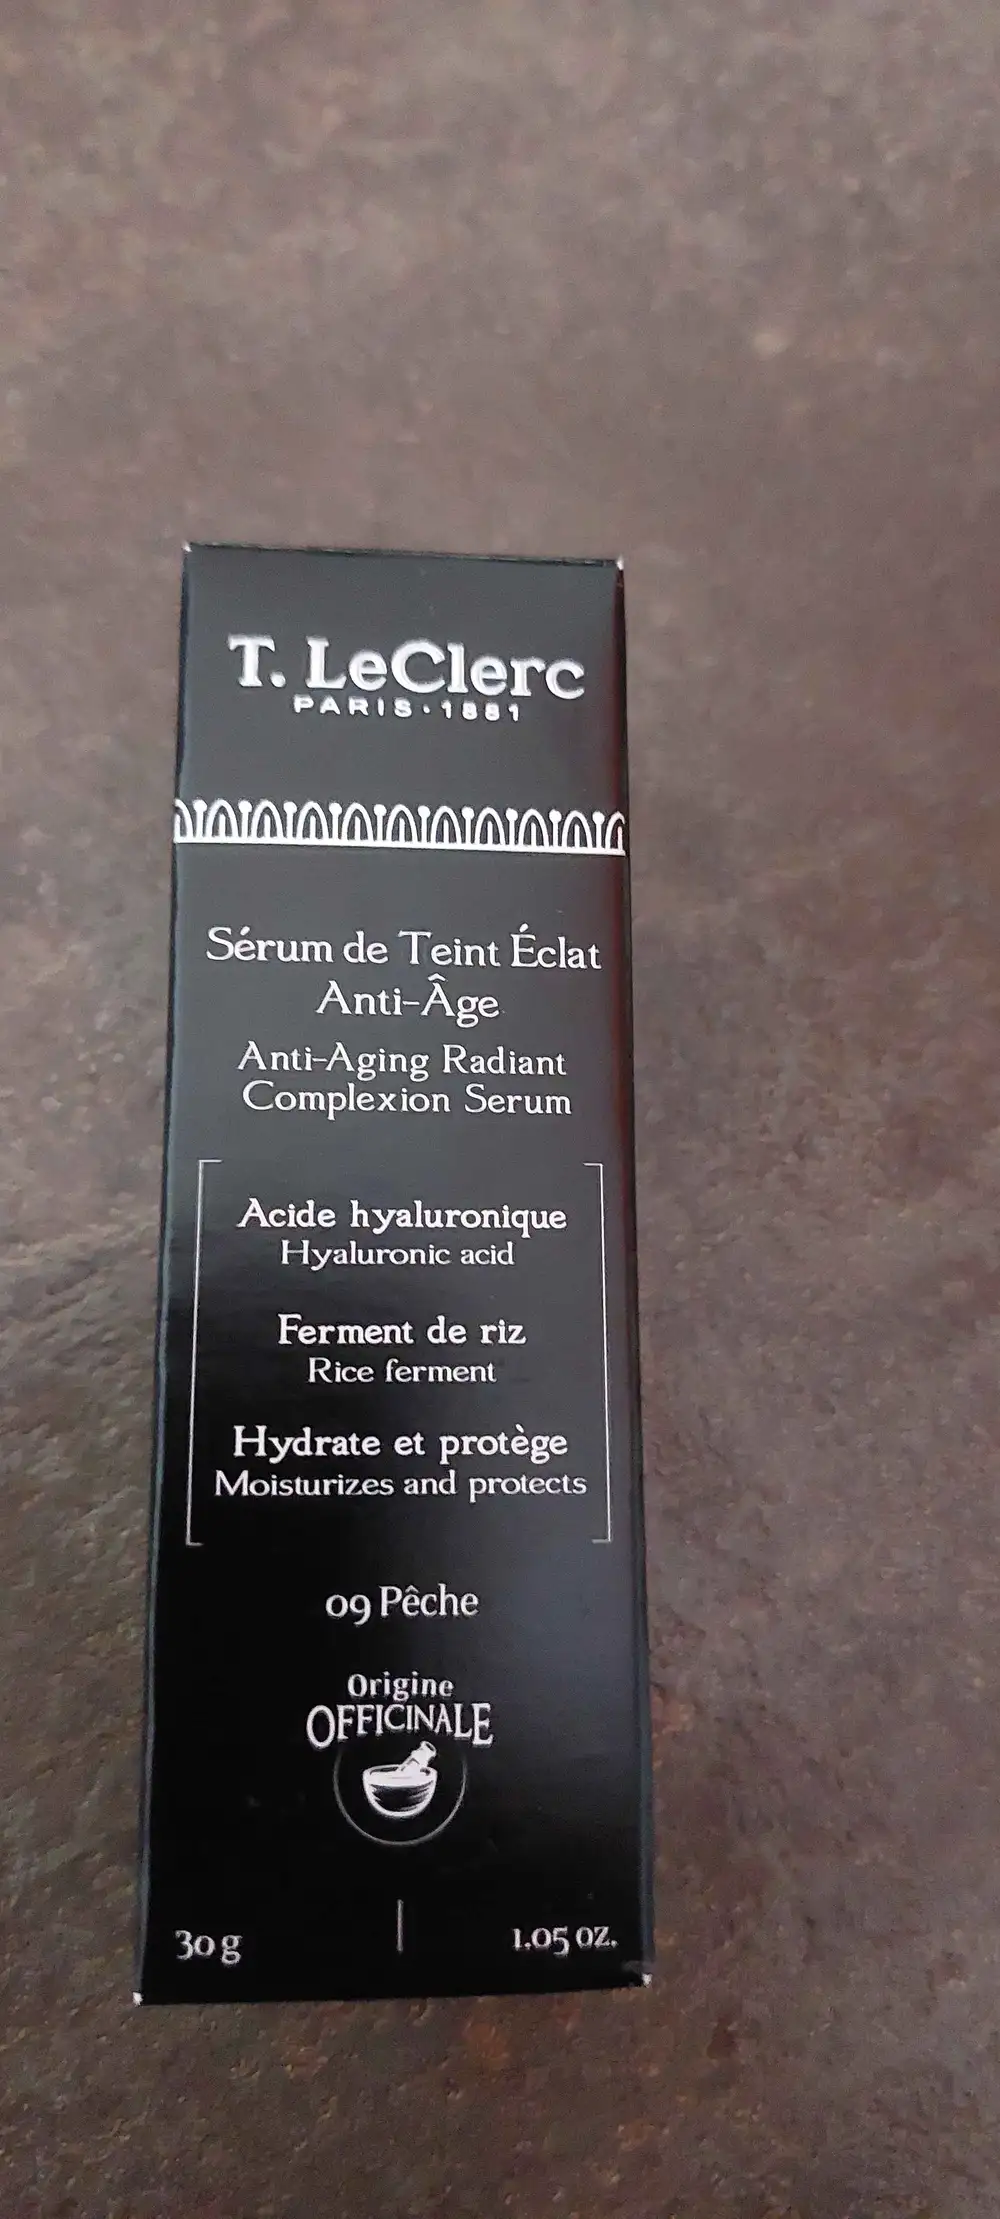 T. LeClerc
PARIS · 1881
Sérum de Teint Éclat
Anti-Âge
Anti-Aging Radiant
Complexion Serum
Acide hyaluronique
Hyaluronic acid
Ferment de riz
Rice ferment
Hydrate et protège
Moisturizes and protects
09 Pêche
Origine
OFFICINALE
30 g | 1.05 oz.